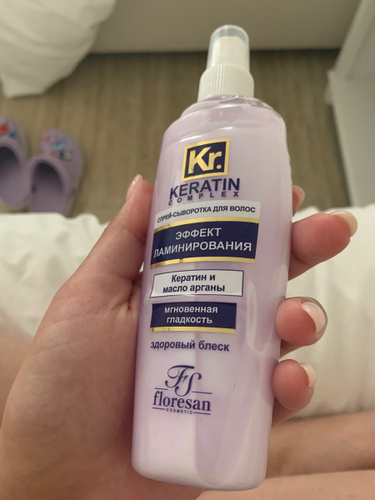 Kr.
KERATIN
COMPLEX
СПРЕЙ-СЫВОРОТКА ДЛЯ ВОЛОС
ЭФФЕКТ
ЛАМИНИРОВАНИЯ
Кератин и
масло арганы
мгновенная
гладкость
здоровый блеск
FS
floresan
COSMETIC